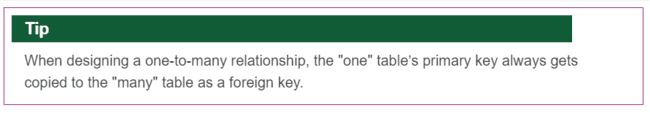 Tip
When designing a one-to-many relationship, the "one" table's primary key always gets
copied to the "many" table as a foreign key.